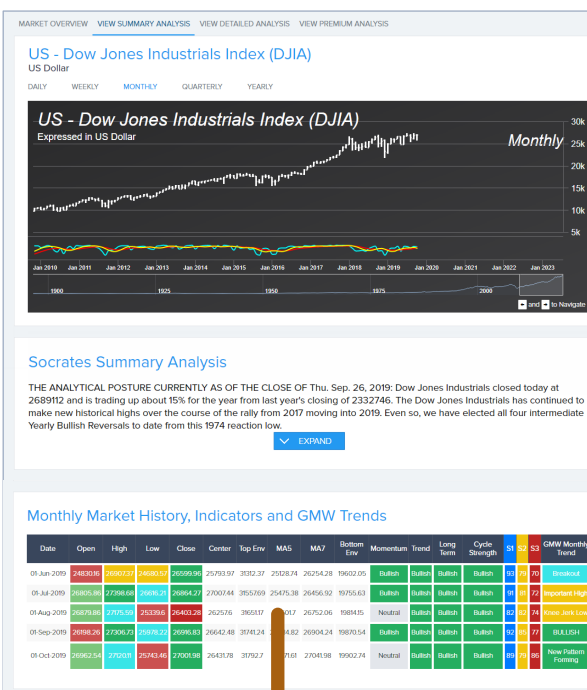 MARKET OVERVIEW VIEW SUMMARY ANALYSIS VIEW DETAILED ANALYSIS VIEW PREMIUM ANALYSIS
US - Dow Jones Industrials Index (DJIA)
US Dollar
DAILY WEEKLY MONTHLY QUARTERLY YEARLY
US - Dow Jones Industrials Index (DJIA)
Expressed in US Dollar
Monthly
30k
25k
20k
15k
10k
5k
Jan 2010 Jan 2011 Jan 2012 Jan 2013 Jan 2014 Jan 2015 Jan 2016 Jan 2017 Jan 2018 Jan 2019 Jan 2020 Jan 2021 Jan 2022 Jan 2023
1900 1925 1950 1975 2000
and to Navigate
Socrates Summary Analysis
THE ANALYTICAL POSTURE CURRENTLY AS OF THE CLOSE OF Thu. Sep. 26, 2019: Dow Jones Industrials closed today at
2689112 and is trading up about 15% for the year from last year's closing of 2332746. The Dow Jones Industrials has continued to
make new historical highs over the course of the rally from 2017 moving into 2019. Even so, we have elected all four intermediate
Yearly Bullish Reversals to date from this 1974 reaction low.
EXPAND
Monthly Market History, Indicators and GMW Trends
Date Open High Low Close Center Top Env MA5 MA7 Bottom Env Momentum Trend Long Term Cycle Strength S1 S2 S3 GMW Monthly Trend
01-Jun-2019 24830.16 26907.37 24680.57 26599.96 25793.97 31312.37 25128.74 26254.28 19602.05 Bullish Bullish Bullish Bullish 93 79 70 Breakout
01-Jul-2019 26805.86 27398.68 26616.31 26864.27 27007.44 31557.69 25475.38 26456.92 19755.63 Bullish Bullish Bullish Bullish 91 81 72 Important High
01-Aug-2019 26879.86 27175.59 25339.6 26403.28 26257.6 31651.17 26752.06 19814.15 Neutral Bullish Bullish Bullish 82 82 74 Knee Jerk Low
01-Sep-2019 26198.26 27306.73 25978.22 26916.83 26642.48 31741.24 26904.24 19870.54 Bullish Bullish Bullish Bullish 92 85 77 BULLISH
01-Oct-2019 26962.54 27120.11 25743.46 27001.98 26431.78 31792.7 27041.98 19902.74 Neutral Bullish Bullish Bullish 89 79 86 New Pattern Forming